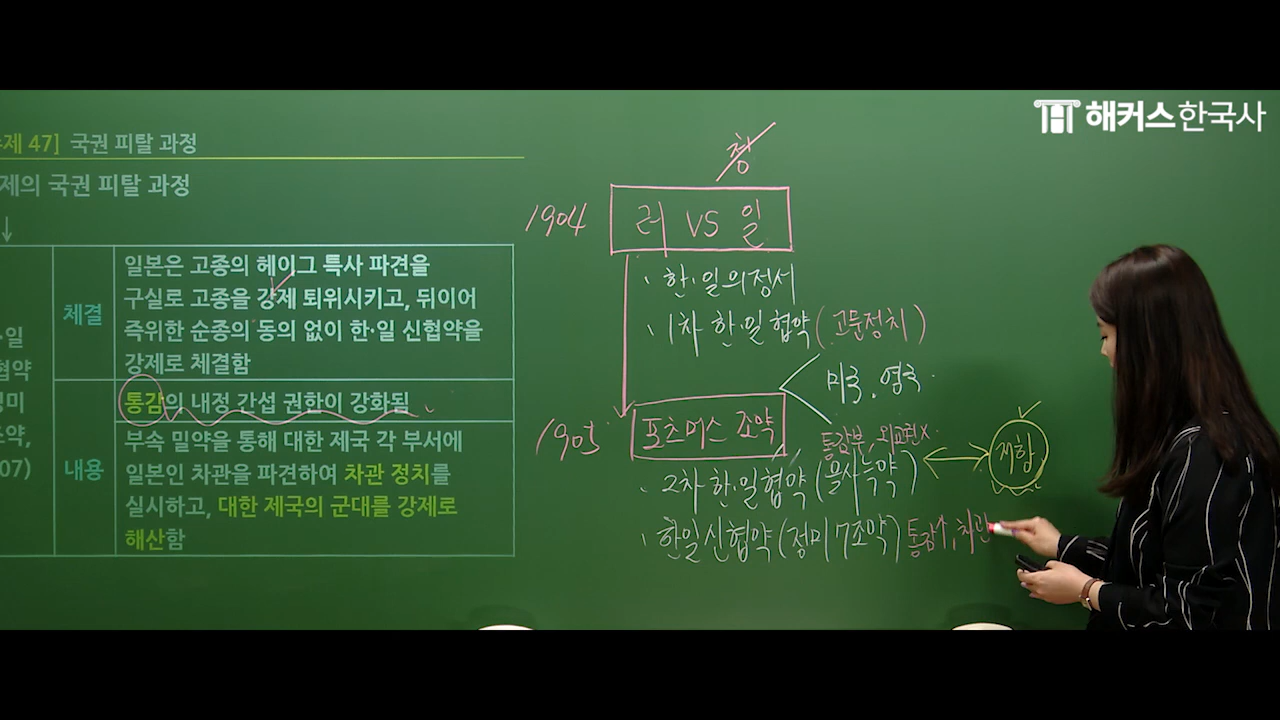 해커스한국사
제 47] 국권 피탈 과정
제의 국권 피탈 과정
↓
·일
협약
정미
조약,
07)
체결
일본은 고종의 헤이그 특사 파견을
구실로 고종을 강제 퇴위시키고, 뒤이어
즉위한 순종의 동의 없이 한·일 신협약을
강제로 체결함
내용
통감의 내정 간섭 권한이 강화됨
부속 밀약을 통해 대한 제국 각 부서에
일본인 차관을 파견하여 차관 정치를
실시하고, 대한 제국의 군대를 강제로
해산함
청
1904 러 VS 일
· 한·일의정서
· 1차 한·일 협약 (고문정치)
미국, 영국.
1905 포츠머스 조약
통감부, 외교권X.
· 2차 한·일협약 (을사늑약)
저항
· 한일신협약 (정미 7조약) 통감↑, 차관